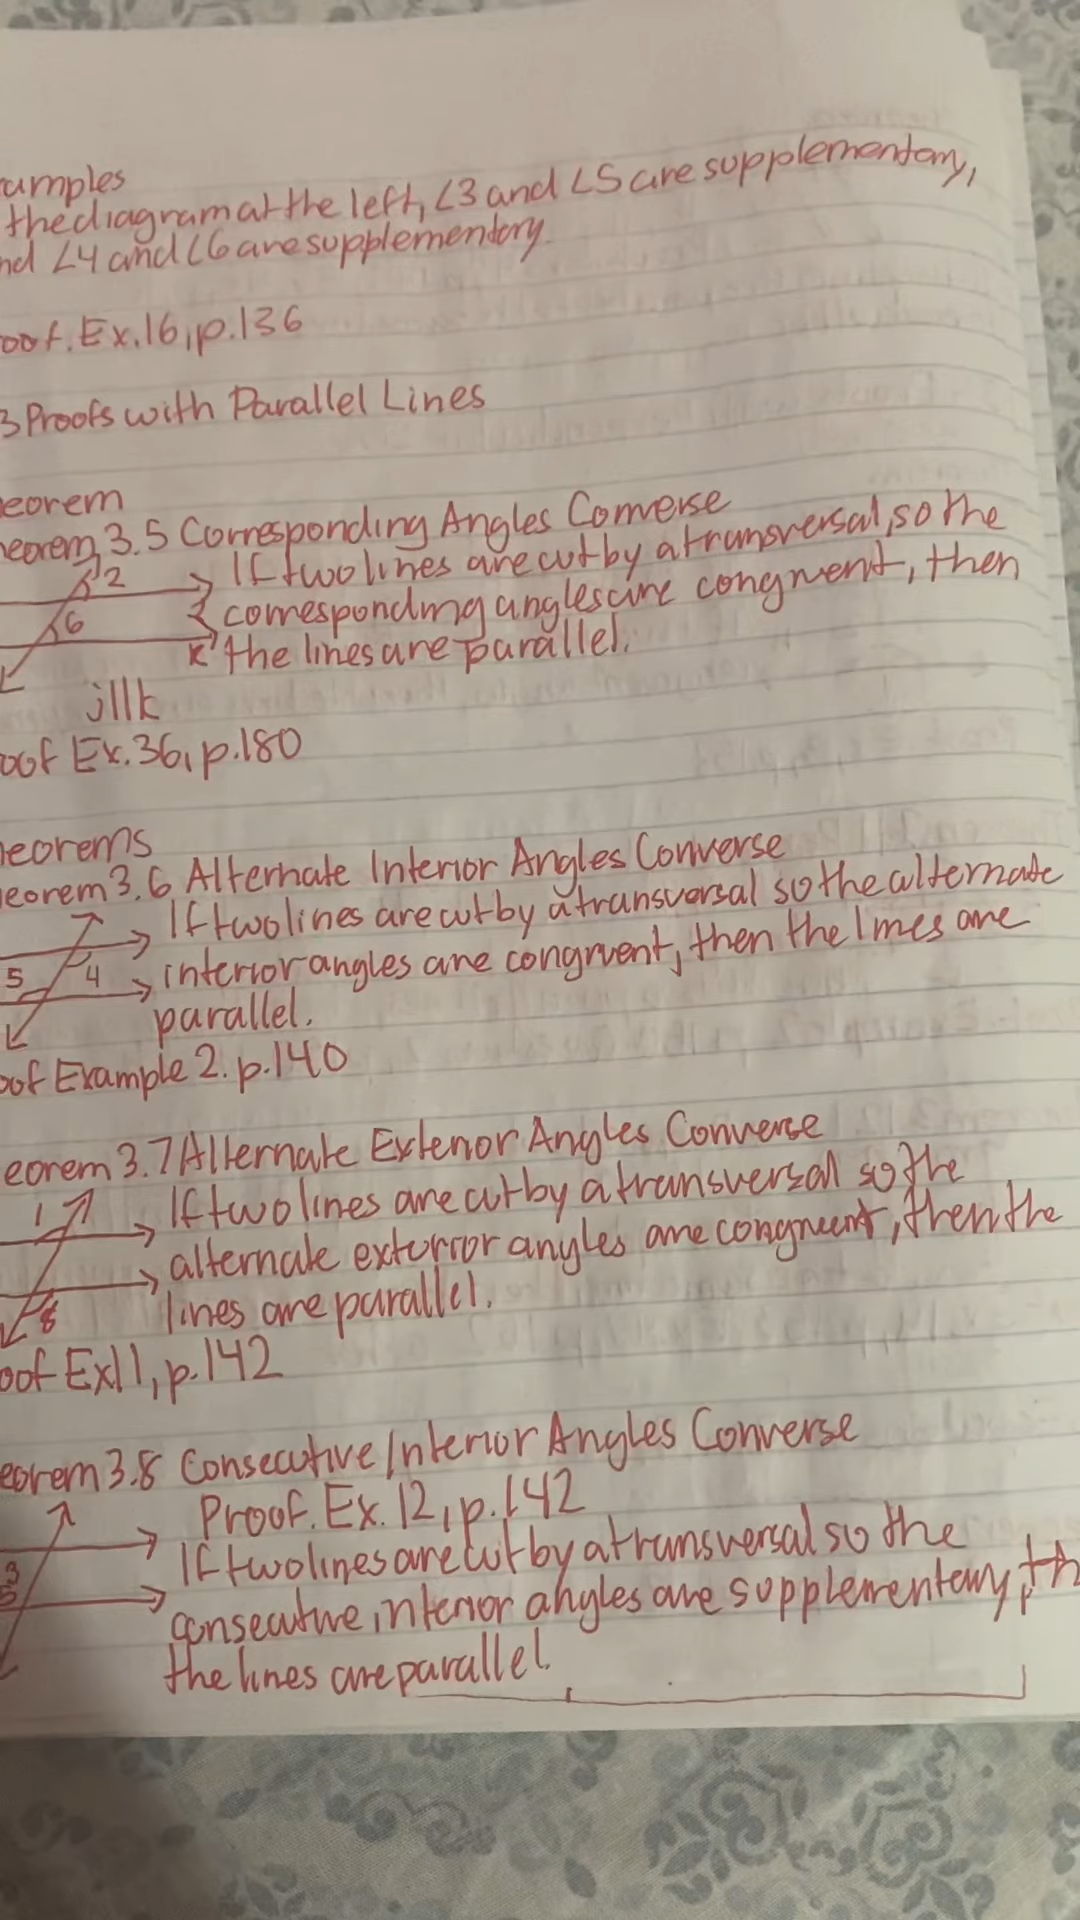 amples
the diagram at the left, ∠3 and ∠5 are supplementary,
nd ∠4 and ∠6 are supplementary.
oof. Ex.16, p.136
3 Proofs with Parallel Lines
eorem
eorem 3.5 Corresponding Angles Converse
2 If two lines are cut by a transversal, so the
6 corresponding angles are congruent, then
K the lines are parallel.
j||k
oof Ex.36, p.180
eorems
eorem 3.6 Alternate Interior Angles Converse
If two lines are cut by a transversal so the alternate
5 4 interior angles are congruent, then the lines are
parallel.
oof Example 2. p.140
eorem 3.7 Alternate Exterior Angles Converse
1 If two lines are cut by a transversal so the
alternate exterior angles are congruent, then the
8 lines are parallel.
oof Ex11, p.142
eorem 3.8 Consecutive Interior Angles Converse
Proof. Ex. 12, p.142
3 If two lines are cut by a transversal so the
5 consecutive interior angles are supplementary, th
the lines are parallel.